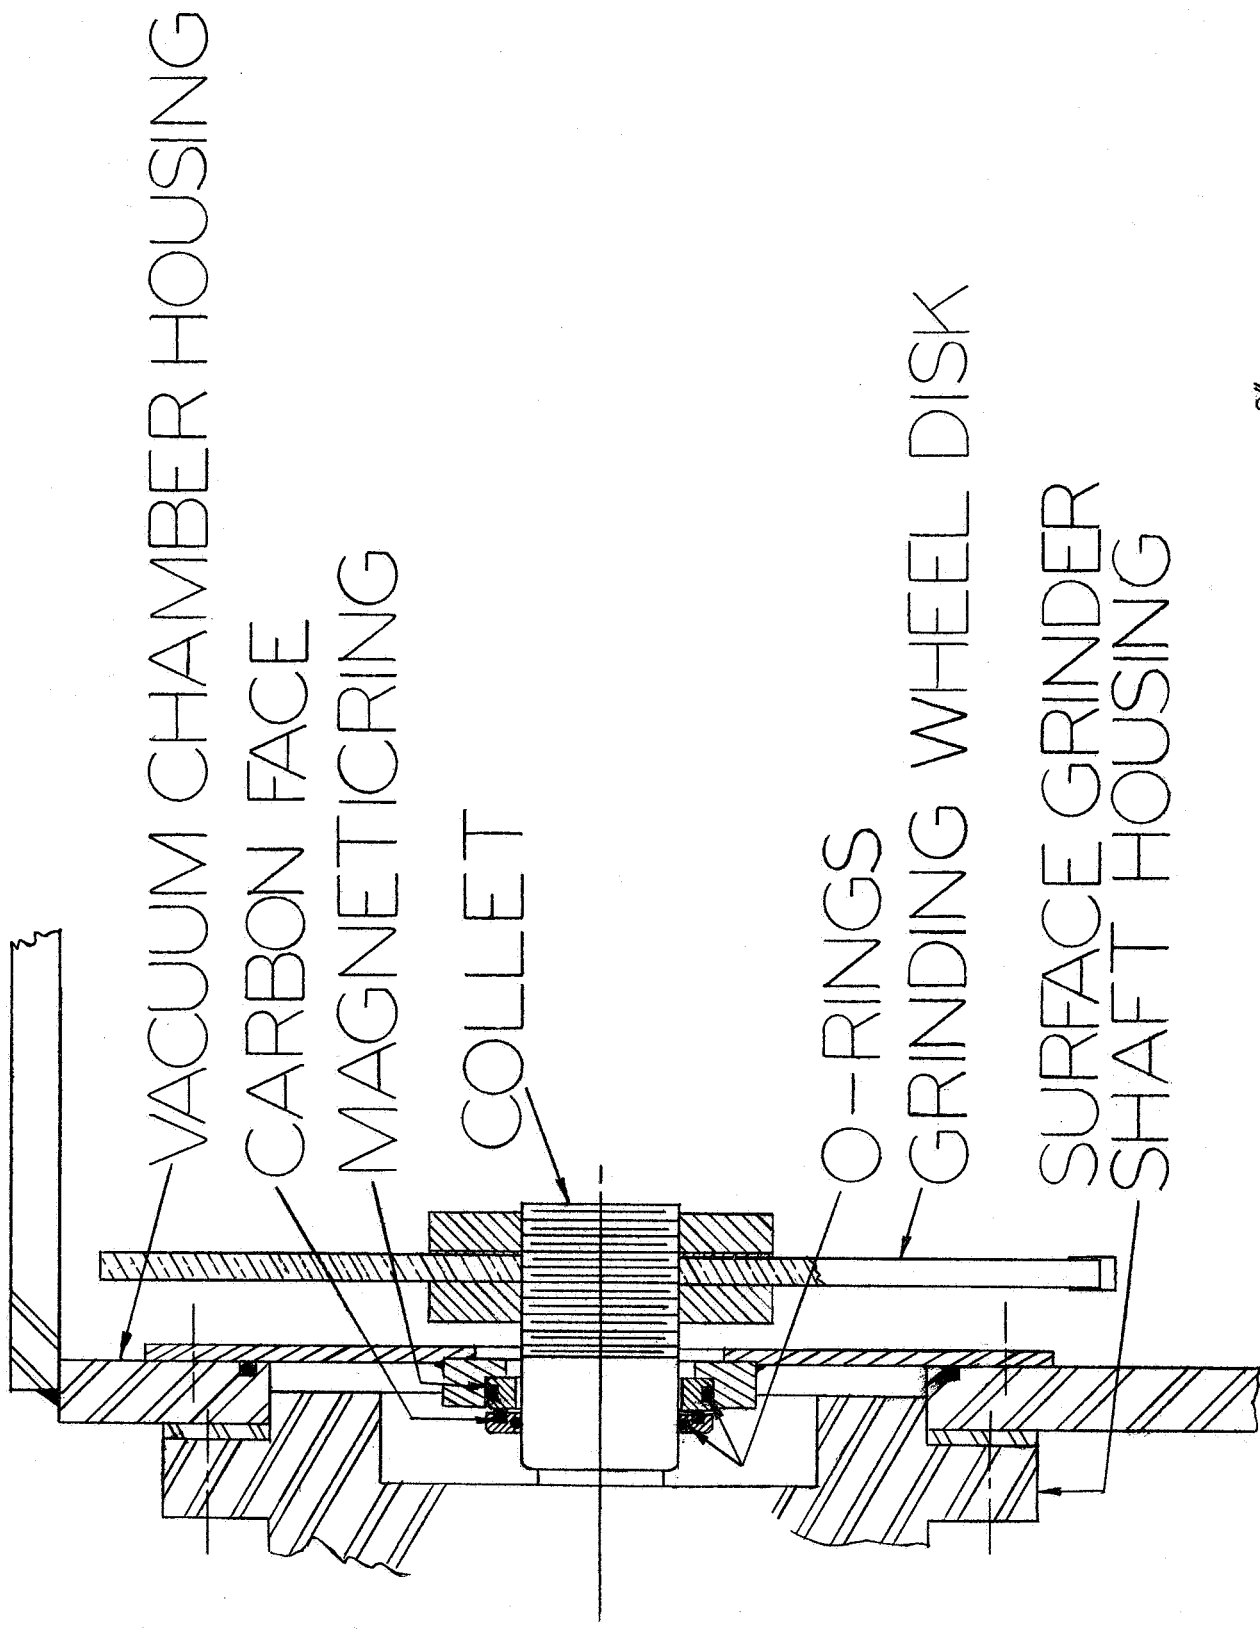 VACUUM CHAMBER HOUSING
CARBON FACE
MAGNETICRING
COLLET
O-RINGS
GRINDING WHEEL DISK
SURFACE GRINDER
SHAFT HOUSING